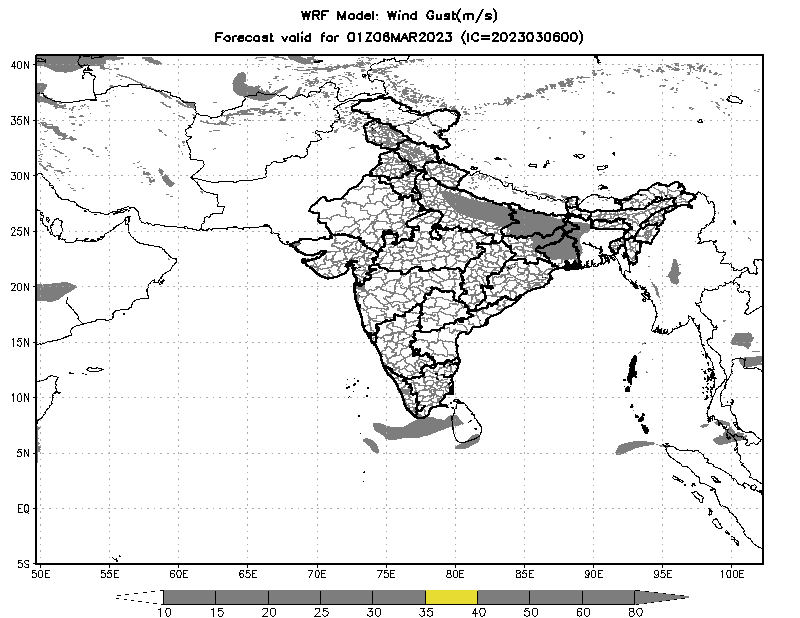 WRF Model: Wind Gust(m/s)
Forecast valid for 01Z06MAR2023 (IC=2023030600)
40N
35N
30N
25N
20N
15N
10N
5N
EQ
5S
50E 55E 60E 65E 70E 75E 80E 85E 90E 95E 100E
10 15 20 25 30 35 40 50 60 80